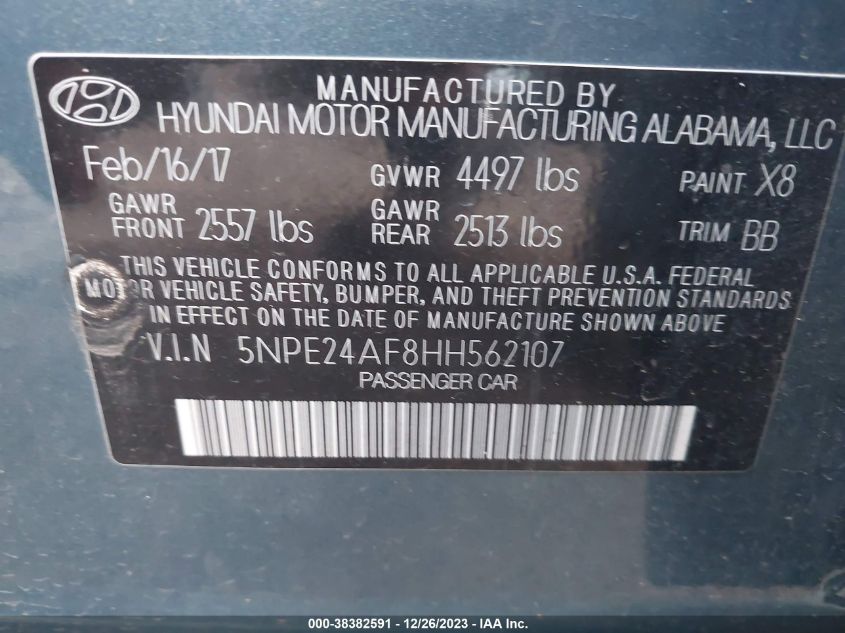 MANUFACTURED BY
HYUNDAI MOTOR MANUFACTURING ALABAMA, LLC
Feb/16/17 GVWR 4497 lbs PAINT X8
GAWR FRONT 2557 lbs GAWR REAR 2513 lbs TRIM BB
THIS VEHICLE CONFORMS TO ALL APPLICABLE U.S.A. FEDERAL
MOTOR VEHICLE SAFETY, BUMPER, AND THEFT PREVENTION STANDARDS
IN EFFECT ON THE DATE OF MANUFACTURE SHOWN ABOVE
V.I.N 5NPE24AF8HH562107
PASSENGER CAR
000-38382591 - 12/26/2023 - IAA Inc.